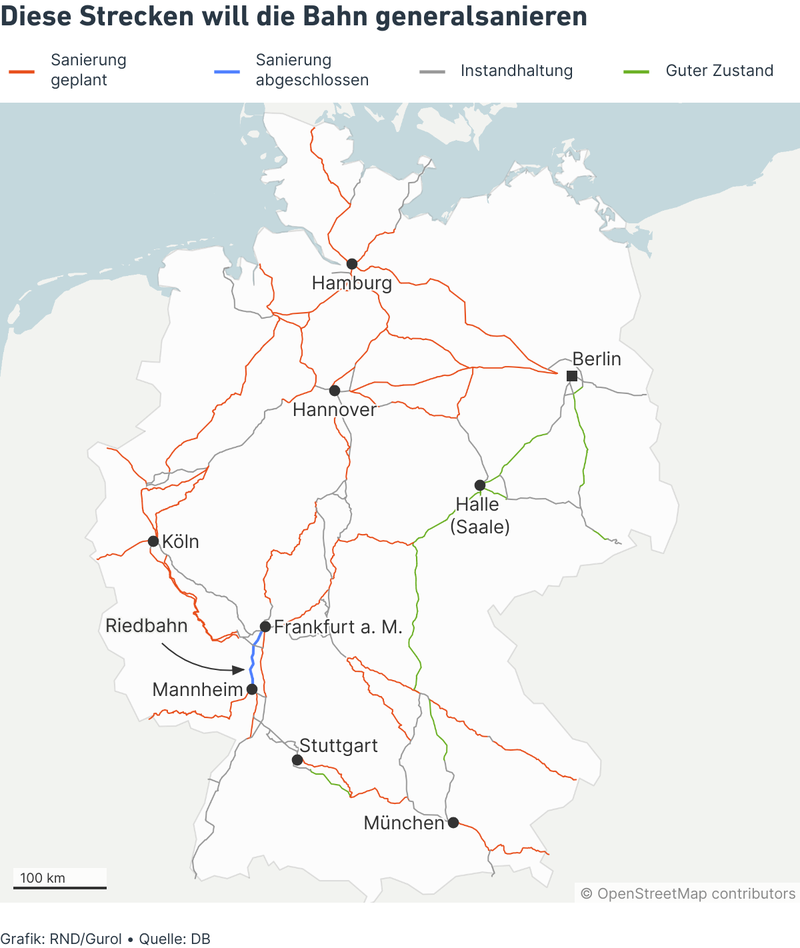 Diese Strecken will die Bahn generalsanieren
Sanierung
geplant
Sanierung
abgeschlossen
Instandhaltung
Guter Zustand
Hamburg
Berlin
Hannover
Halle
(Saale)
Köln
Riedbahn
Frankfurt a. M.
Mannheim
Stuttgart
München
100 km
© OpenStreetMap contributors
Grafik: RND/Gurol • Quelle: DB